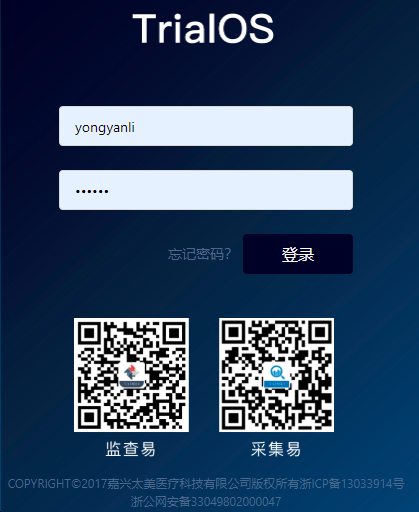 TrialOS
yongyanli
••••••
忘记密码？
登录
监查易
采集易
COPYRIGHT©2017嘉兴太美医疗科技有限公司版权所有浙ICP备13033914号
浙公网安备33049802000047